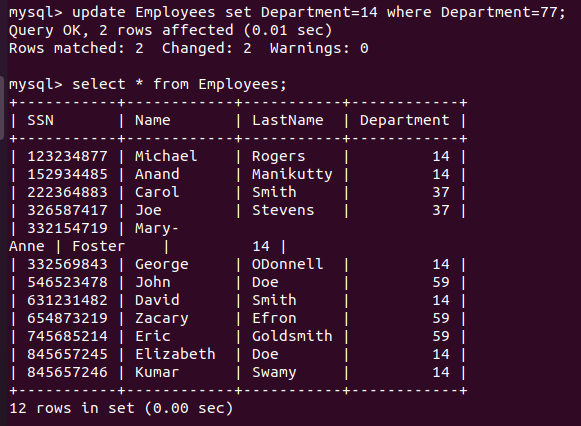 mysql> update Employees set Department=14 where Department=77;
Query OK, 2 rows affected (0.01 sec)
Rows matched: 2  Changed: 2  Warnings: 0

mysql> select * from Employees;
+-----------+------------+-----------+------------+
| SSN       | Name       | LastName  | Department |
+-----------+------------+-----------+------------+
| 123234877 | Michael    | Rogers    |         14 |
| 152934485 | Anand      | Manikutty |         14 |
| 222364883 | Carol      | Smith     |         37 |
| 326587417 | Joe        | Stevens   |         37 |
| 332154719 | Mary-
Anne | Foster    |         14 |
| 332569843 | George     | ODonnell  |         14 |
| 546523478 | John       | Doe       |         59 |
| 631231482 | David      | Smith     |         14 |
| 654873219 | Zacary     | Efron     |         59 |
| 745685214 | Eric       | Goldsmith |         59 |
| 845657245 | Elizabeth  | Doe       |         14 |
| 845657246 | Kumar      | Swamy     |         14 |
+-----------+------------+-----------+------------+
12 rows in set (0.00 sec)